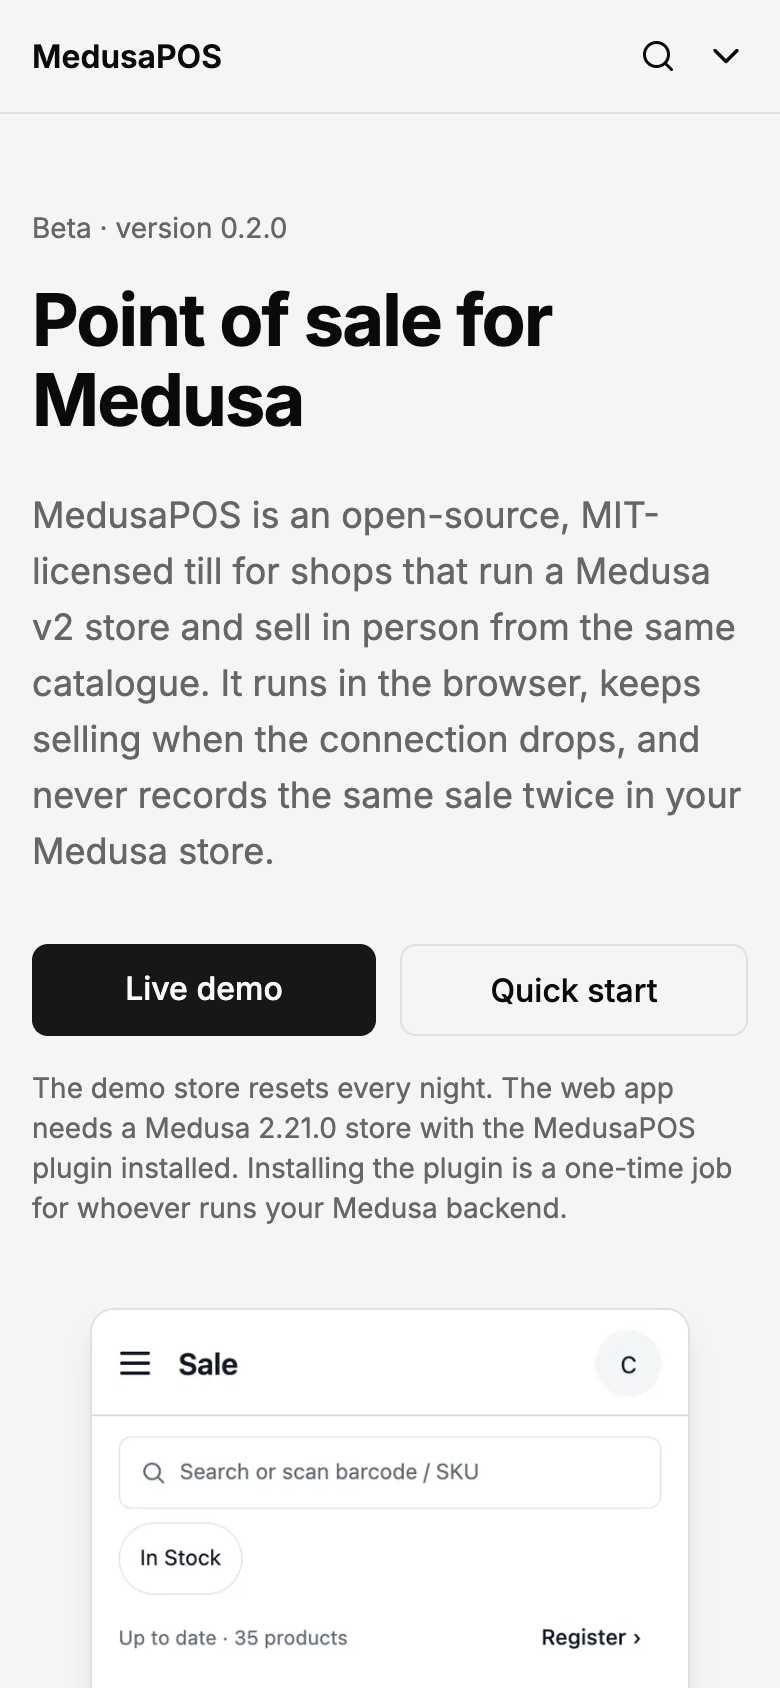 MedusaPOS
Beta · version 0.2.0
Point of sale for
Medusa
MedusaPOS is an open-source, MIT-
licensed till for shops that run a Medusa
v2 store and sell in person from the same
catalogue. It runs in the browser, keeps
selling when the connection drops, and
never records the same sale twice in your
Medusa store.
Live demo
Quick start
The demo store resets every night. The web app
needs a Medusa 2.21.0 store with the MedusaPOS
plugin installed. Installing the plugin is a one-time job
for whoever runs your Medusa backend.
Sale
C
Search or scan barcode / SKU
In Stock
Up to date · 35 products
Register ›